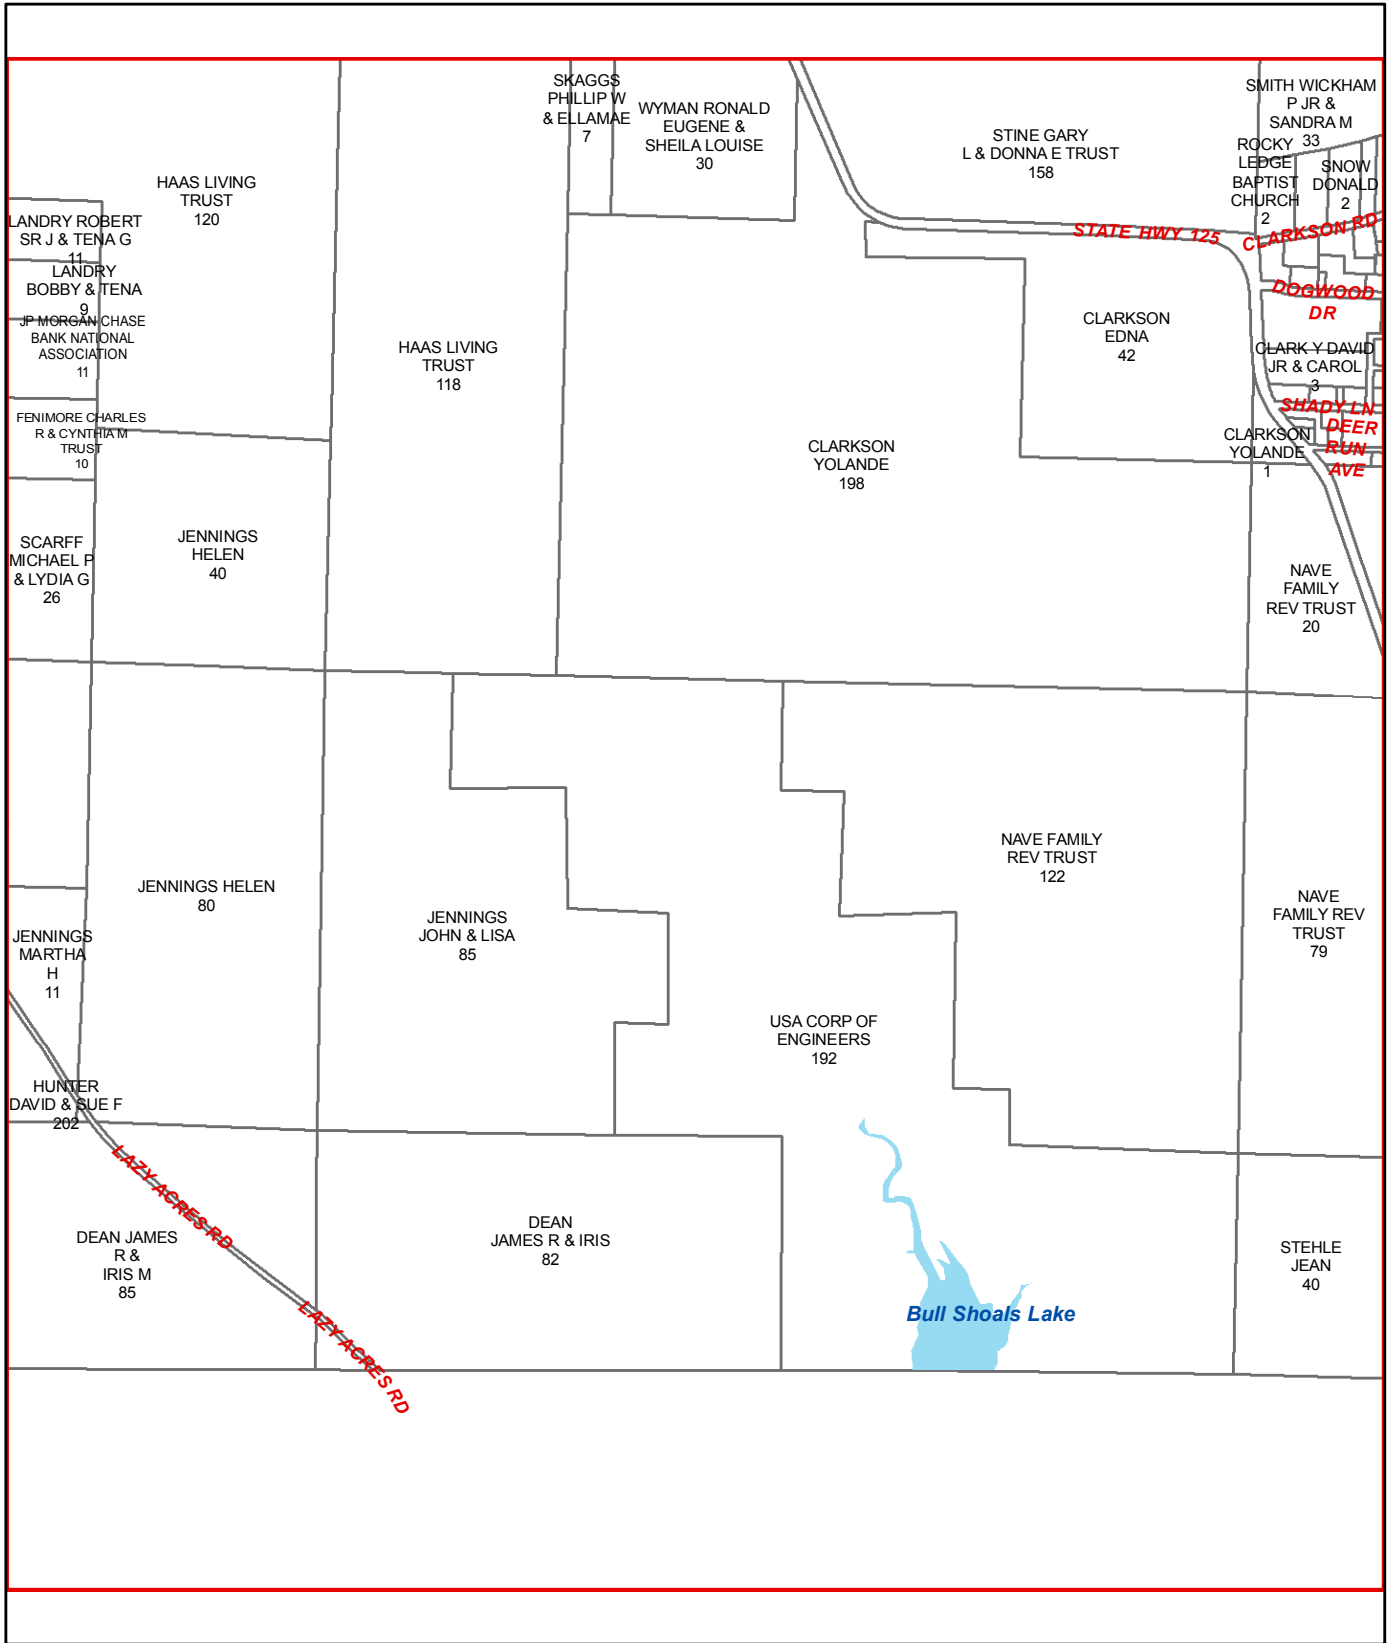 SKAGGS
PHILLIP W
& ELLAMAE
7
WYMAN RONALD
EUGENE &
SHEILA LOUISE
30
STINE GARY
L & DONNA E TRUST
158
SMITH WICKHAM
P JR &
SANDRA M
33
ROCKY
LEDGE
BAPTIST
CHURCH
2
SNOW
DONALD
2
HAAS LIVING
TRUST
120
LANDRY ROBERT
SR J & TENA G
11
LANDRY
BOBBY & TENA
9
JP MORGAN CHASE
BANK NATIONAL
ASSOCIATION
11
FENIMORE CHARLES
R & CYNTHIA M
TRUST
10
STATE HWY 125
CLARKSON RD
DOGWOOD
DR
HAAS LIVING
TRUST
118
CLARKSON
EDNA
42
CLARK Y DAVID
JR & CAROL
3
SHADY LN
DEER
RUN
AVE
CLARKSON
YOLANDE
198
CLARKSON
YOLANDE
1
SCARFF
MICHAEL P
& LYDIA G
26
JENNINGS
HELEN
40
NAVE
FAMILY
REV TRUST
20
JENNINGS HELEN
80
NAVE FAMILY
REV TRUST
122
JENNINGS
JOHN & LISA
85
NAVE
FAMILY REV
TRUST
79
JENNINGS
MARTHA
H
11
USA CORP OF
ENGINEERS
192
HUNTER
DAVID & SUE F
202
LAZY ACRES RD
DEAN JAMES
R &
IRIS M
85
DEAN
JAMES R & IRIS
82
STEHLE
JEAN
40
Bull Shoals Lake
LAZY ACRES RD